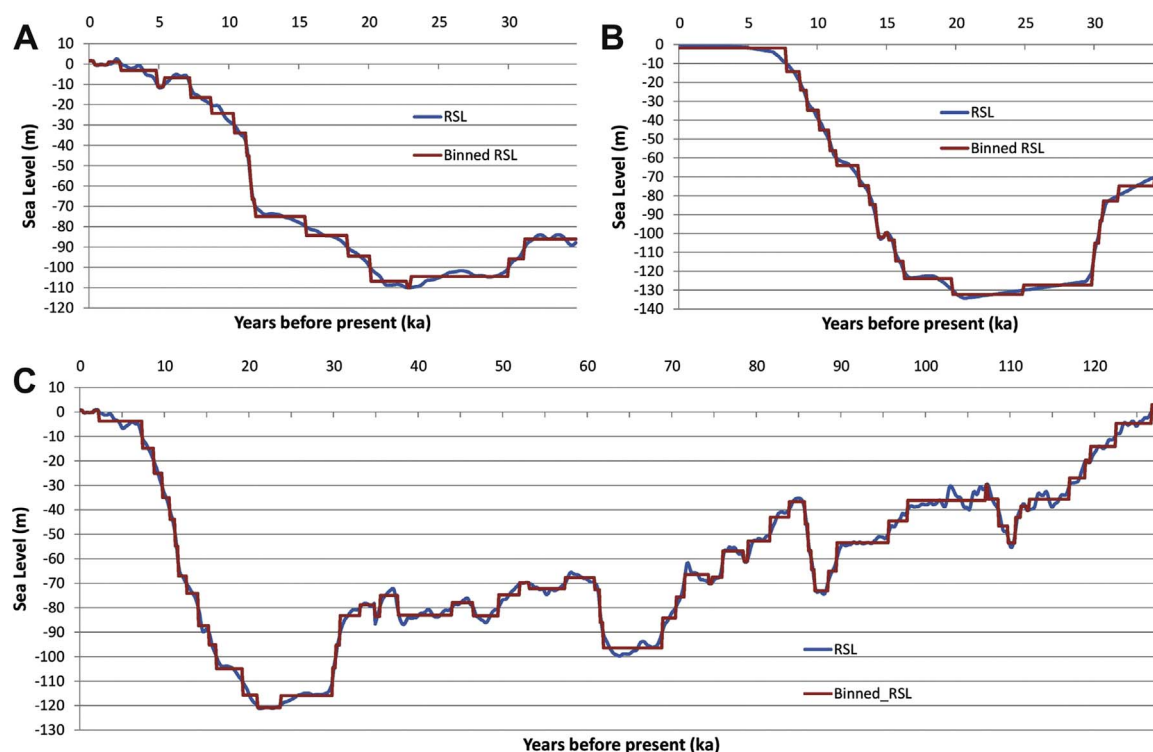 A
0 5 10 15 20 25 30
10
0
-10
-20
-30
-40
-50
-60
-70
-80
-90
-100
-110
-120
Sea Level (m)
RSL
Binned RSL
Years before present (ka)
B
0 5 10 15 20 25 30
0
-10
-20
-30
-40
-50
-60
-70
-80
-90
-100
-110
-120
-130
-140
Sea Level (m)
RSL
Binned RSL
Years before present (ka)
C
0 10 20 30 40 50 60 70 80 90 100 110 120
10
0
-10
-20
-30
-40
-50
-60
-70
-80
-90
-100
-110
-120
-130
Sea Level (m)
RSL
Binned_RSL
Years before present (ka)